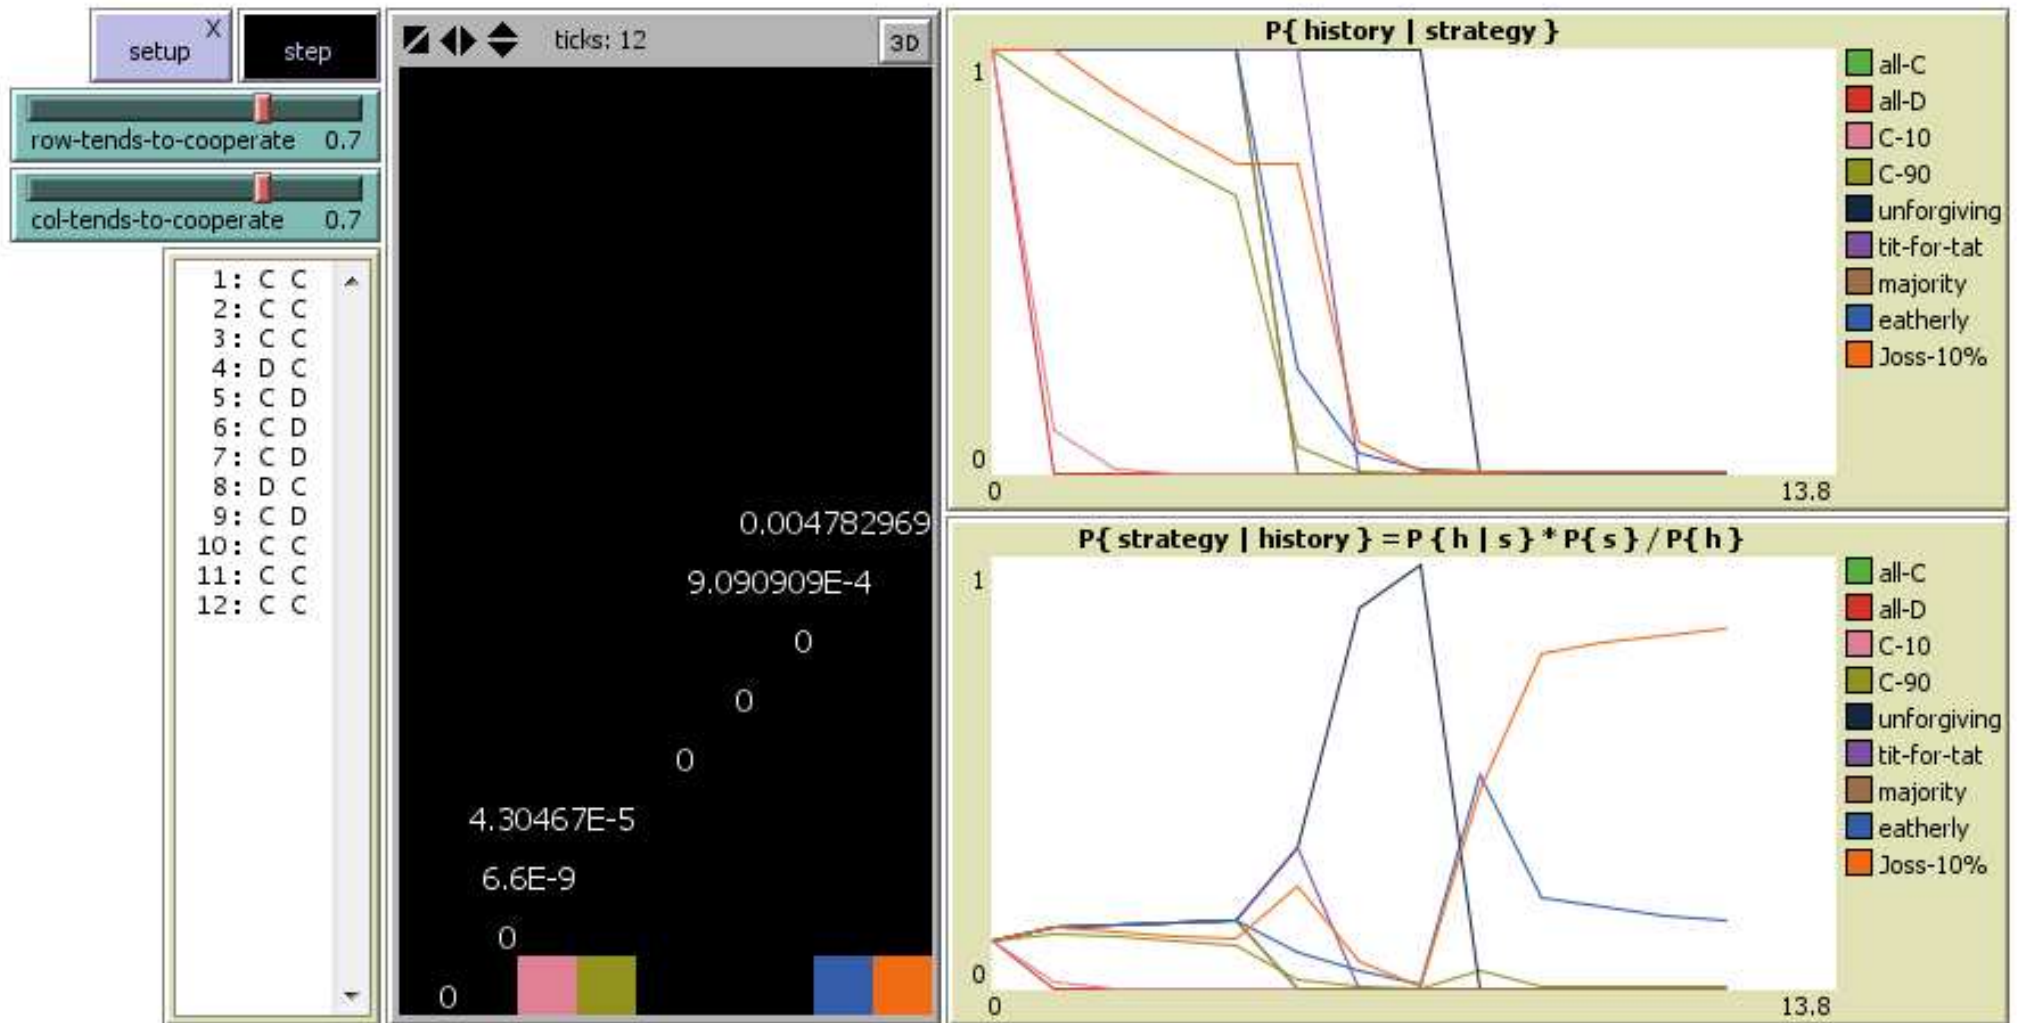 setup X
step
row-tends-to-cooperate 0.7
col-tends-to-cooperate 0.7
1: C C
2: C C
3: C C
4: D C
5: C D
6: C D
7: C D
8: D C
9: C D
10: C C
11: C C
12: C C
ticks: 12
3D
0.004782969
9.090909E-4
0
0
0
4.30467E-5
6.6E-9
0
0
P{ history | strategy }
1
0
0
13.8
all-C
all-D
C-10
C-90
unforgiving
tit-for-tat
majority
eatherly
Joss-10%
P{ strategy | history } = P { h | s } * P{ s } / P{ h }
1
0
0
13.8
all-C
all-D
C-10
C-90
unforgiving
tit-for-tat
majority
eatherly
Joss-10%